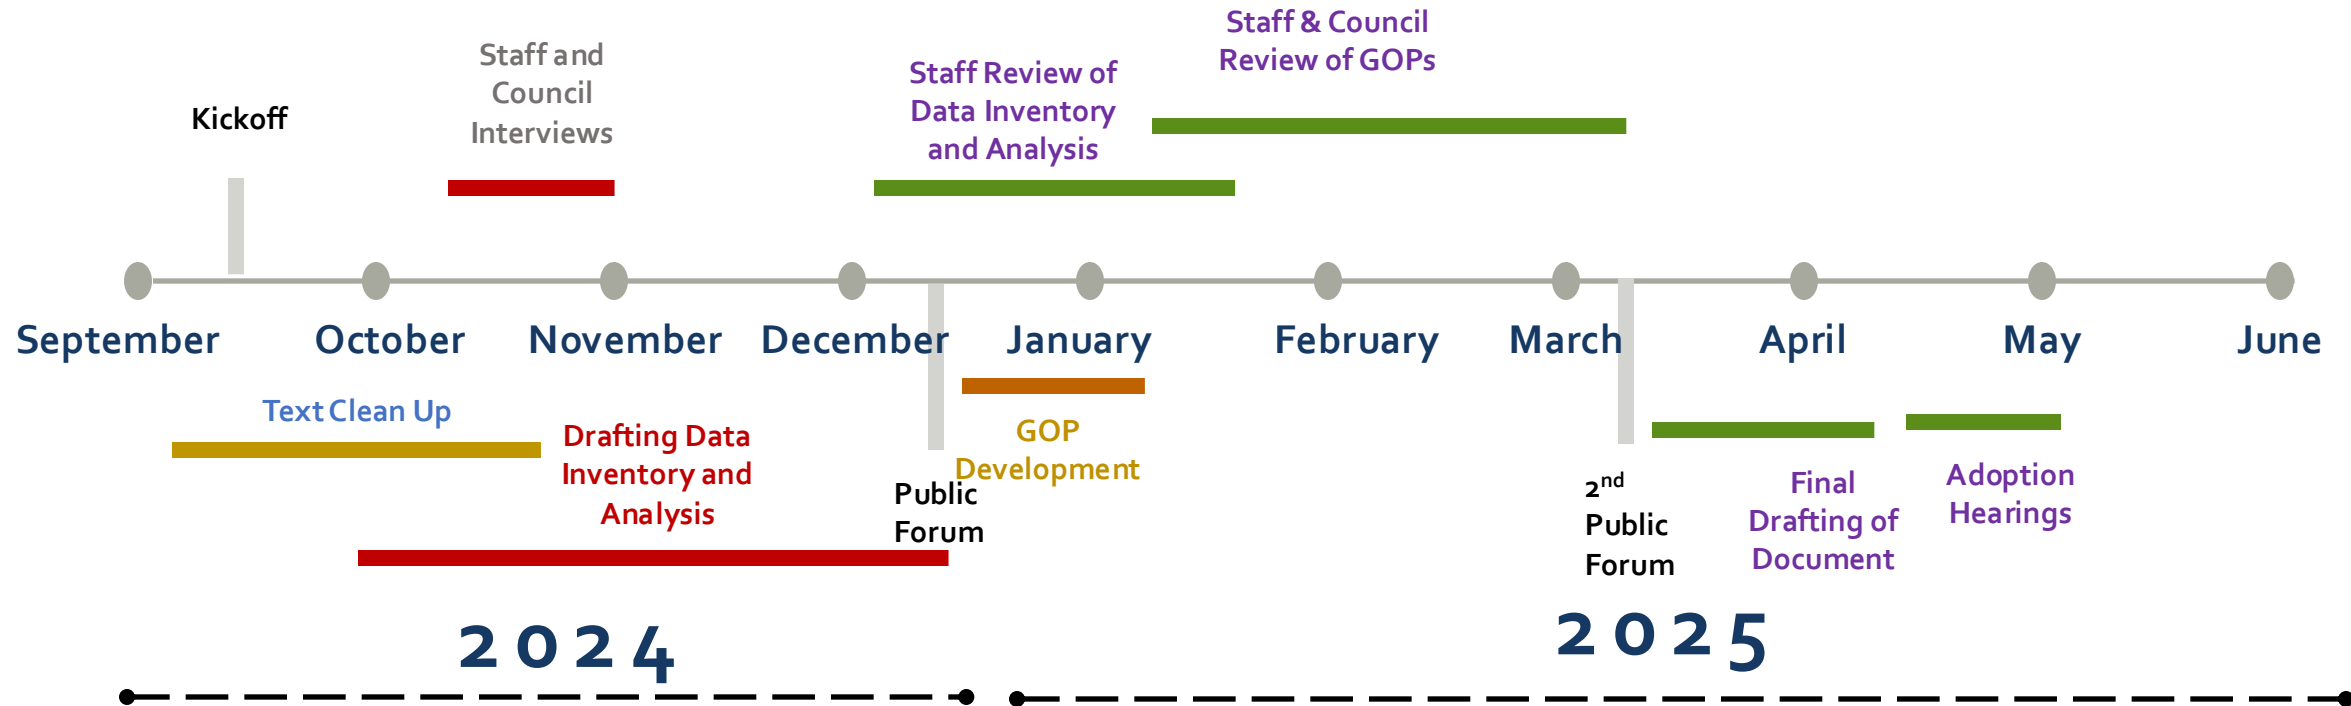 Kickoff
Staff and
Council
Interviews
Staff Review of
Data Inventory
and Analysis
Staff & Council
Review of GOPs
September
October
November
December
January
February
March
April
May
June
Text Clean Up
Drafting Data
Inventory and
Analysis
Public
Forum
GOP
Development
2nd
Public
Forum
Final
Drafting of
Document
Adoption
Hearings
2024
2025